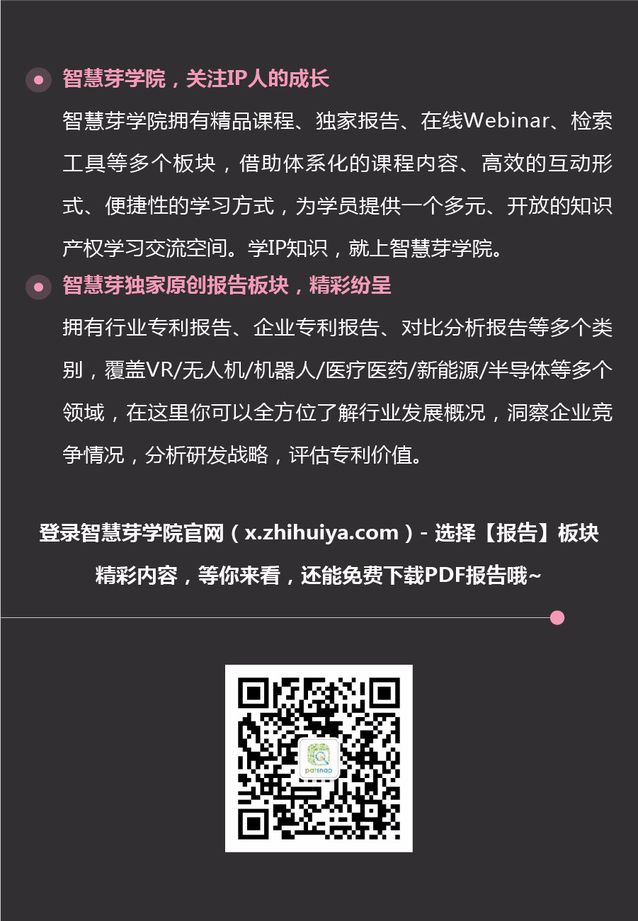 智慧芽学院，关注IP人的成长
智慧芽学院拥有精品课程、独家报告、在线Webinar、检索
工具等多个板块，借助体系化的课程内容、高效的互动形
式、便捷性的学习方式，为学员提供一个多元、开放的知识
产权学习交流空间。学IP知识，就上智慧芽学院。
智慧芽独家原创报告板块，精彩纷呈
拥有行业专利报告、企业专利报告、对比分析报告等多个类
别，覆盖VR/无人机/机器人/医疗医药/新能源/半导体等多个
领域，在这里你可以全方位了解行业发展概况，洞察企业竞
争情况，分析研发战略，评估专利价值。
登录智慧芽学院官网（x.zhihuiya.com）- 选择【报告】板块
精彩内容，等你来看，还能免费下载PDF报告哦~
patsnap